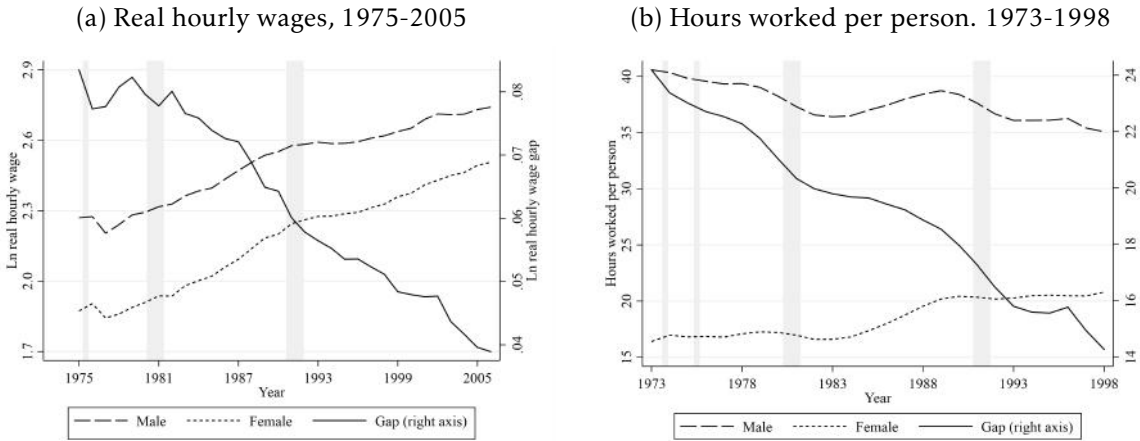 (a) Real hourly wages, 1975-2005
(b) Hours worked per person. 1973-1998
Ln real hourly wage
2.9
2.6
2.3
2.0
1.7
.08
.07
.06
.05
.04
Ln real hourly wage gap
1975
1981
1987
1993
1999
2005
Year
Male
Female
Gap (right axis)
Hours worked per person
40
35
30
25
20
15
24
22
20
18
16
14
1973
1978
1983
1988
1993
1998
Year
Male
Female
Gap (right axis)